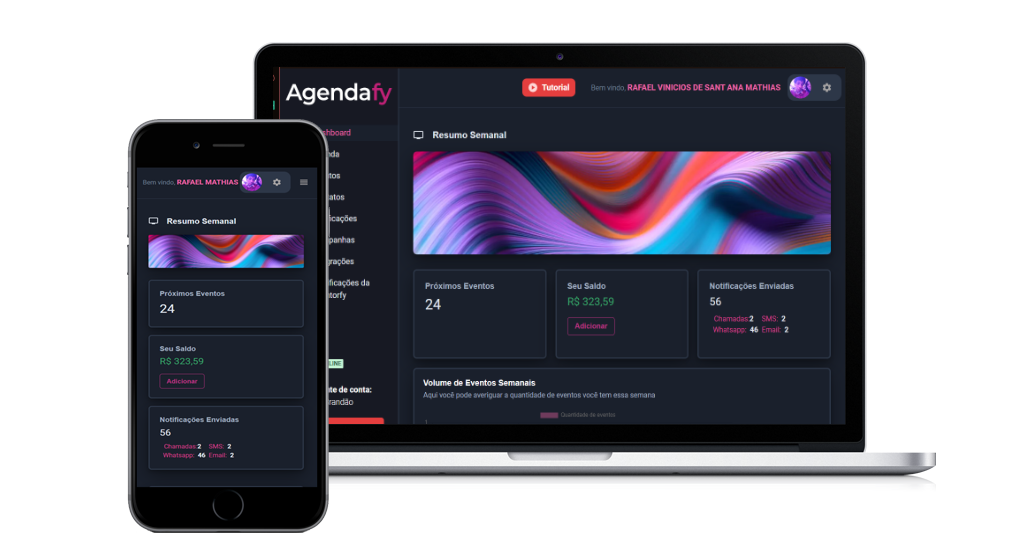 Bem vindo, RAFAEL MATHIAS
Resumo Semanal
Próximos Eventos
24
Seu Saldo
R$ 323,59
Adicionar
Notificações Enviadas
56
Chamadas:2 SMS: 2
Whatsapp: 46 Email: 2
Agendafy
Tutorial
Bem vindo, RAFAEL VINICIOS DE SANT ANA MATHIAS
Resumo Semanal
Próximos Eventos
24
Seu Saldo
R$ 323,59
Adicionar
Notificações Enviadas
56
Chamadas:2 SMS: 2
Whatsapp: 46 Email: 2
Volume de Eventos Semanais
Aqui você pode averiguar a quantidade de eventos você tem essa semana
Quantidade de eventos
hboard
nda
tos
atos
icações
panhas
grações
ificações da
torfy
LINE
te de conta:
randão